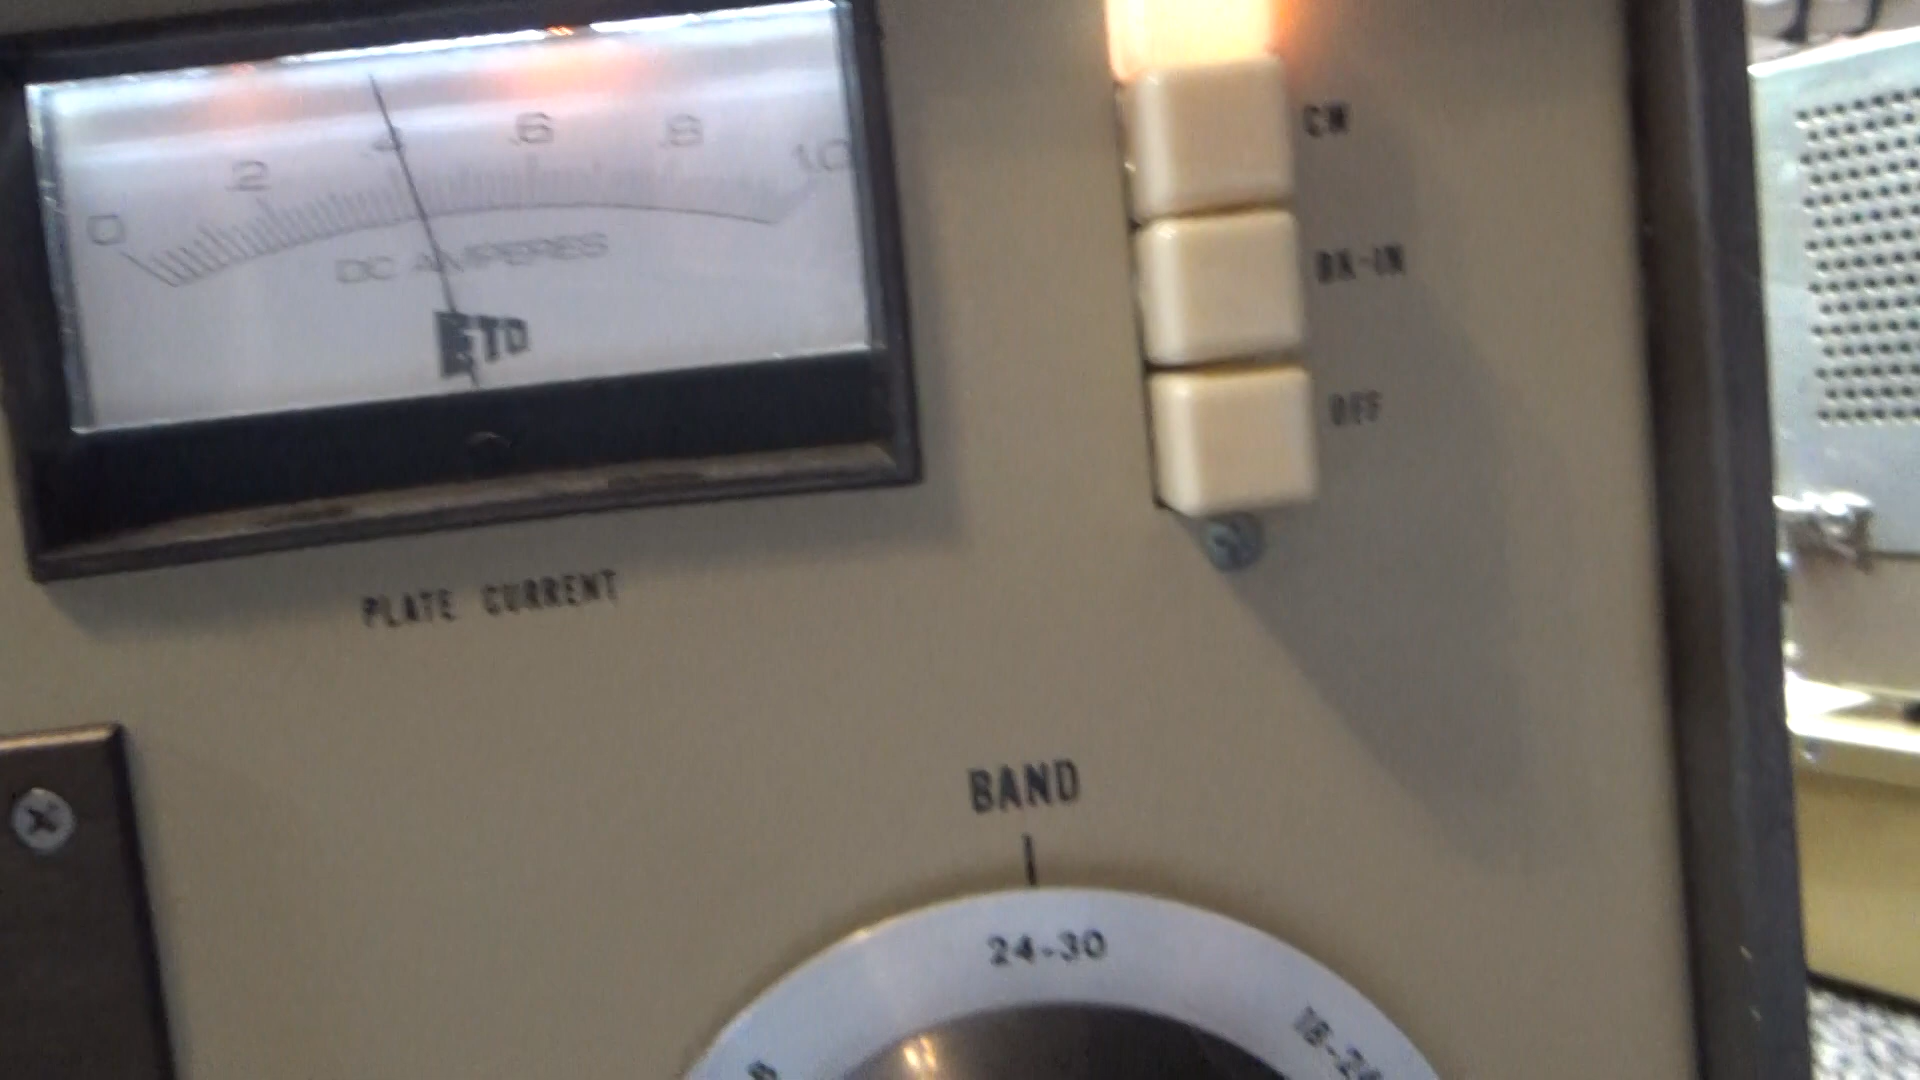 0 .2 .4 .6 .8 1.0
DC AMPERES
ETO
PLATE CURRENT
CW
BK-IN
OFF
BAND
24-30